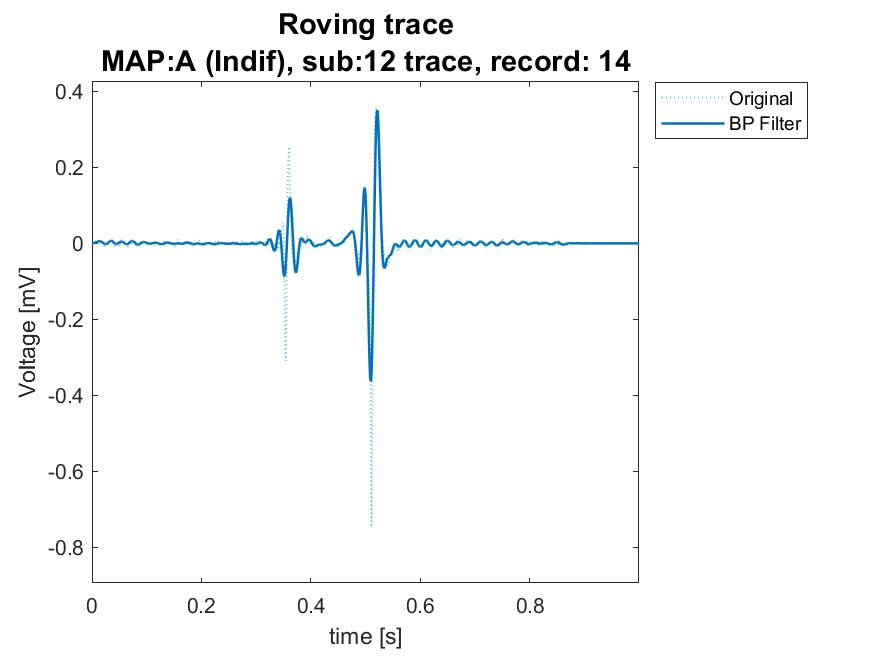 Roving trace
MAP:A (Indif), sub:12 trace, record: 14
Original
BP Filter
0.4
0.2
0
-0.2
-0.4
-0.6
-0.8
Voltage [mV]
0
0.2
0.4
0.6
0.8
time [s]